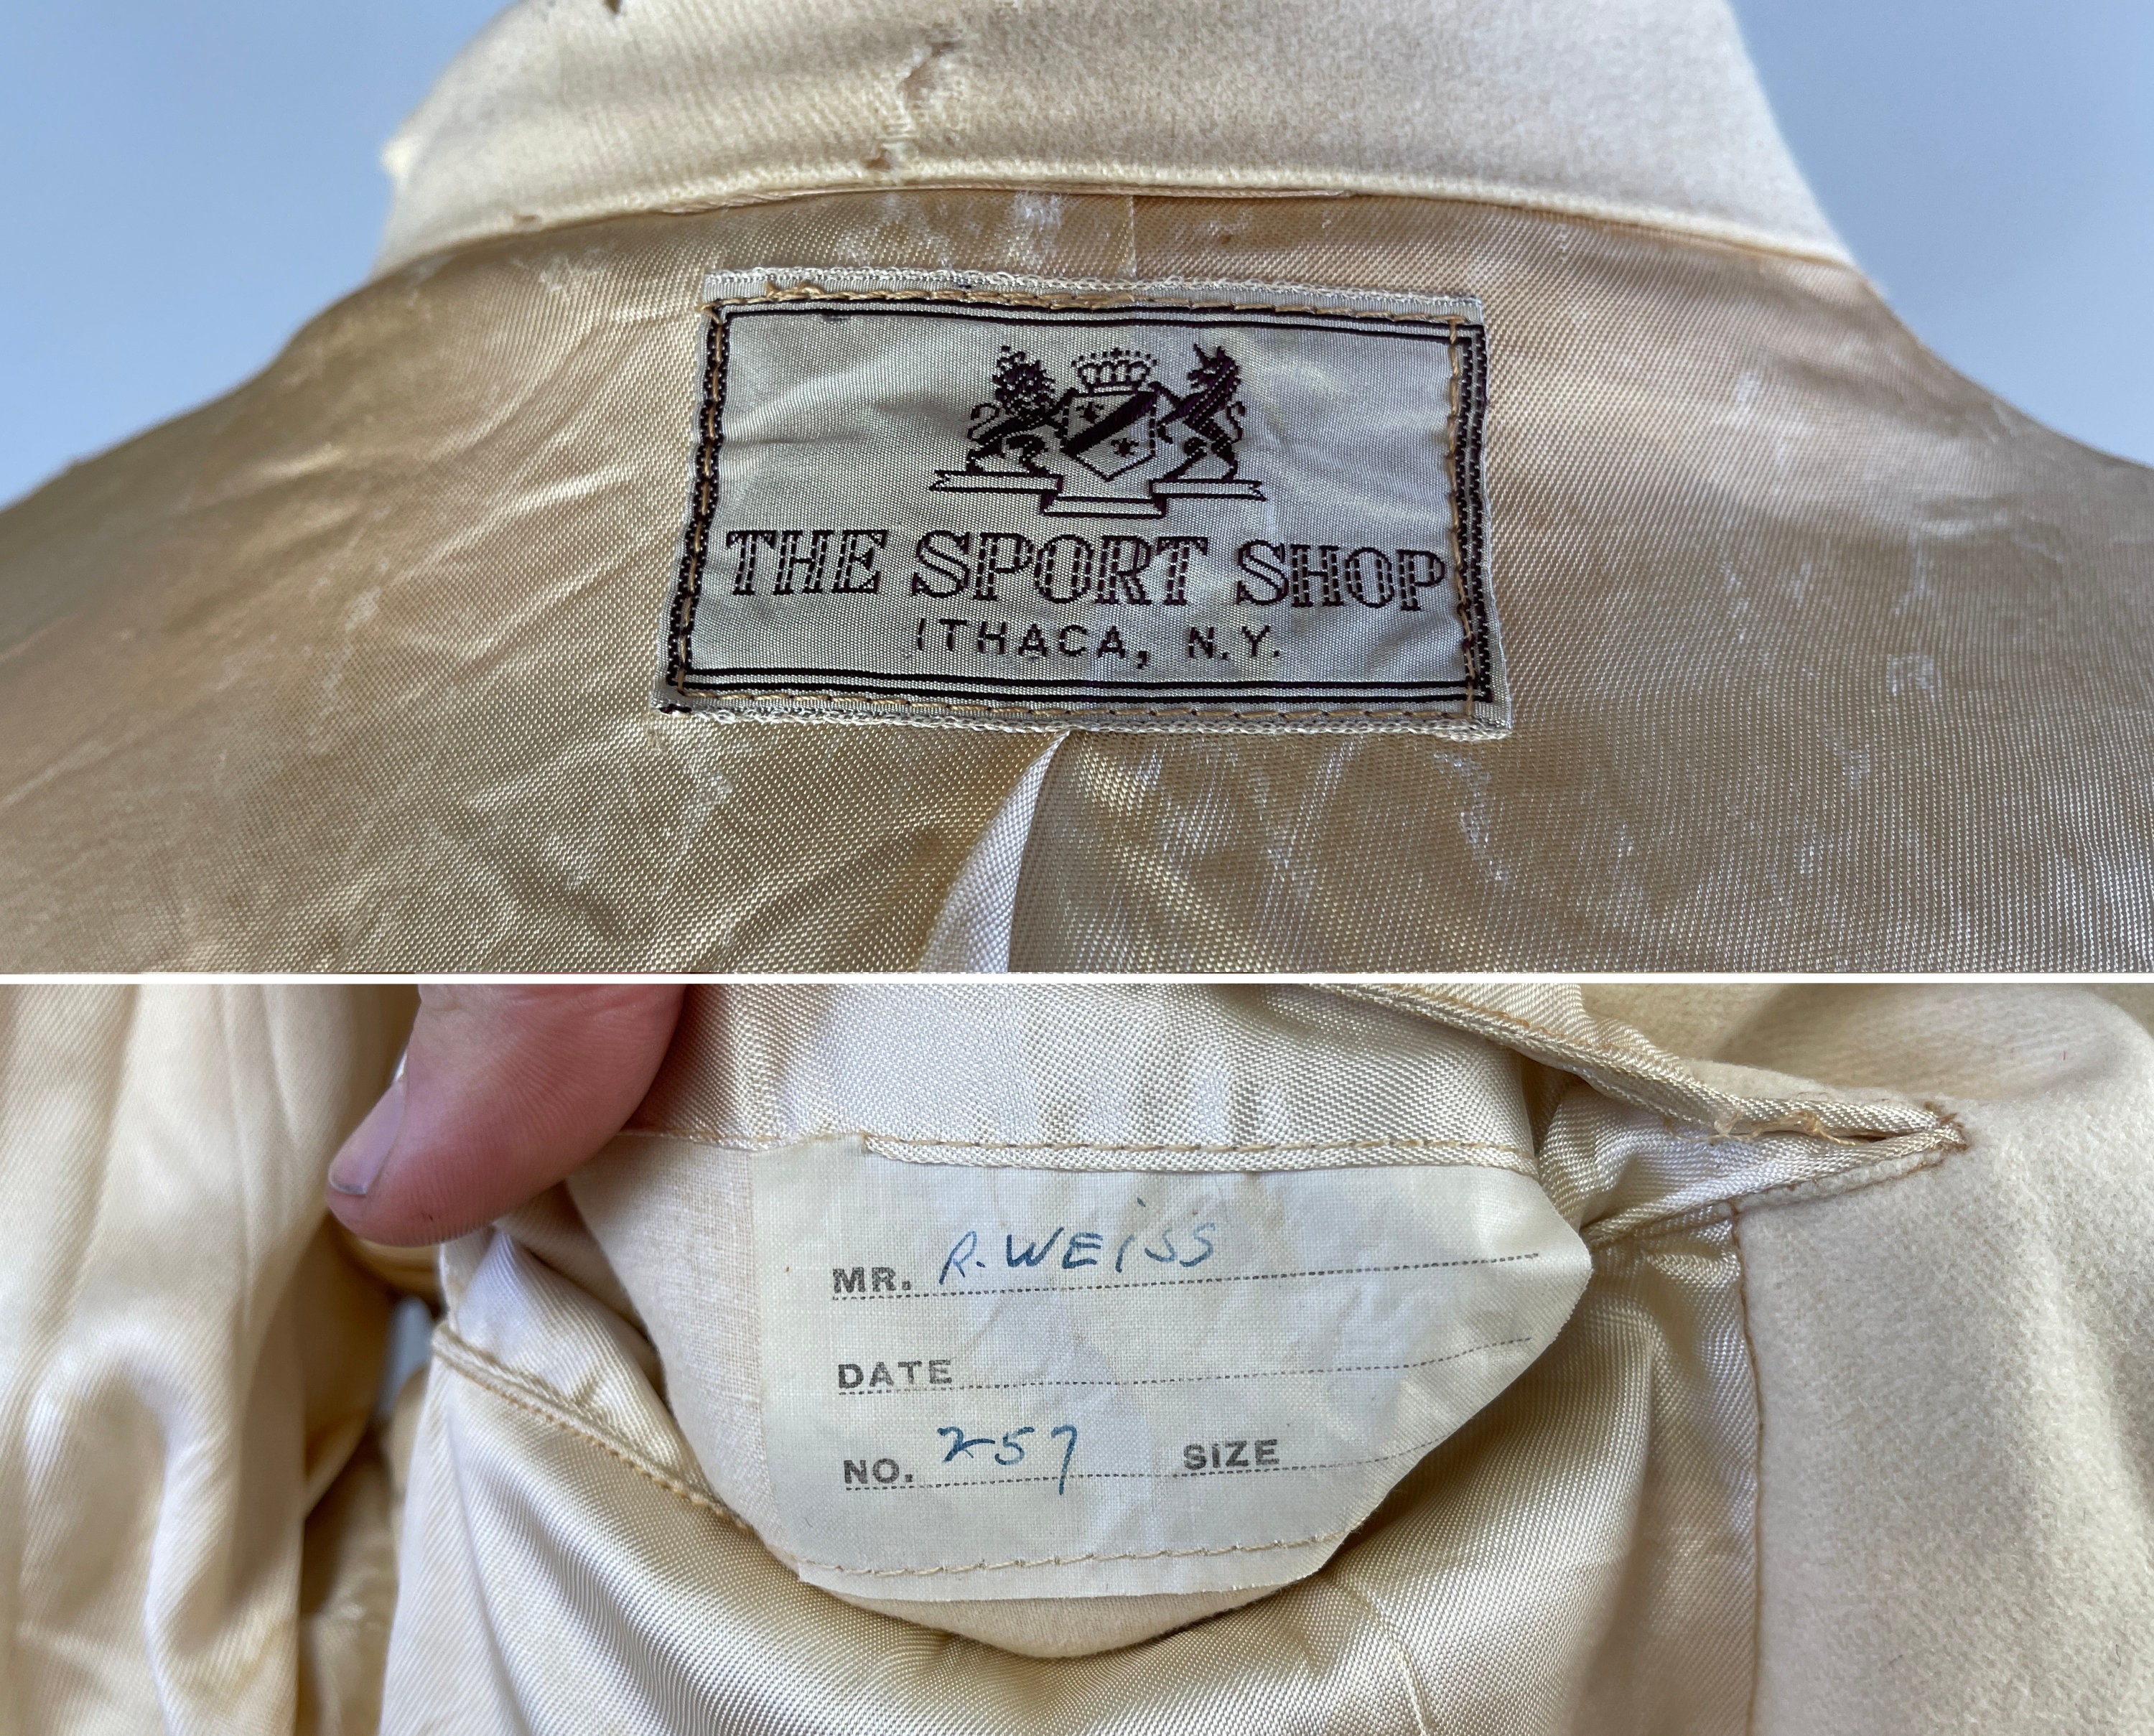 THE SPORT SHOP
ITHACA, N.Y.
MR. R. WEiSS
DATE
NO. 257 SIZE